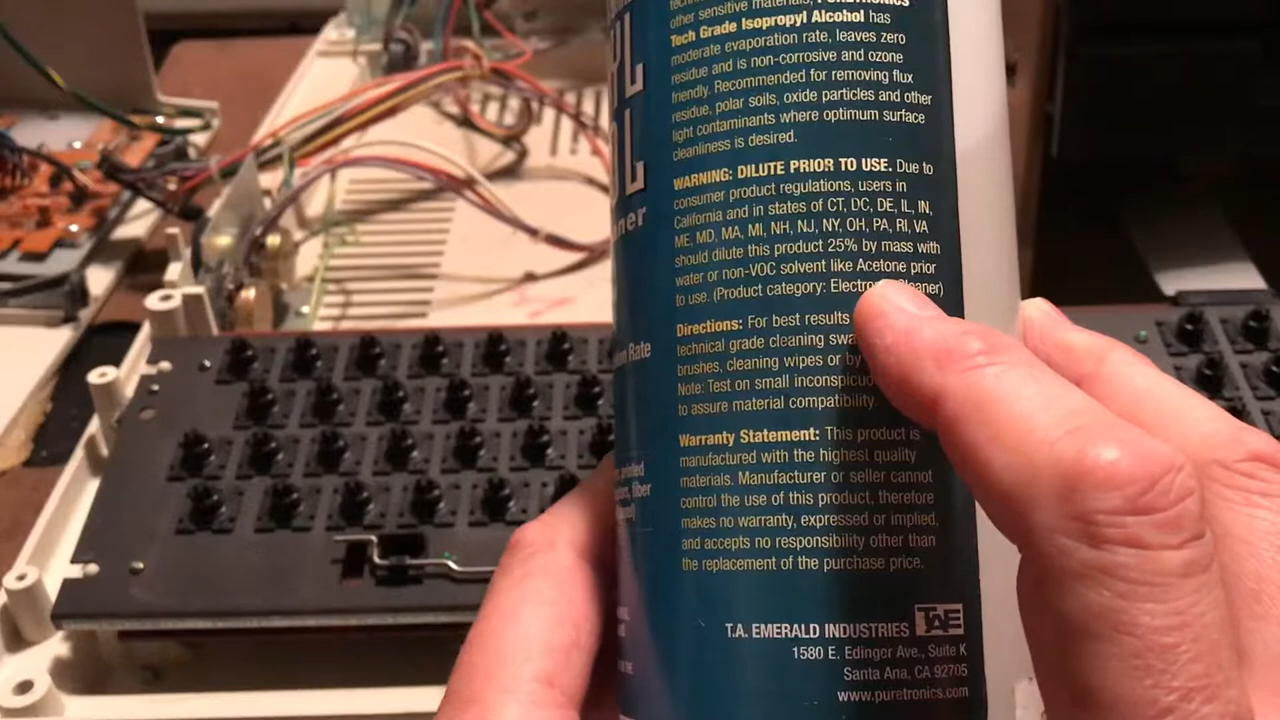 other sensitive materials, PURETRONICS
Tech Grade Isopropyl Alcohol has
moderate evaporation rate, leaves zero
residue and is non-corrosive and ozone
friendly. Recommended for removing flux
residue, polar soils, oxide particles and other
light contaminants where optimum surface
cleanliness is desired.
WARNING: DILUTE PRIOR TO USE. Due to
consumer product regulations, users in
California and in states of CT, DC, DE, IL, IN,
ME, MD, MA, MI, NH, NJ, NY, OH, PA, RI, VA
should dilute this product 25% by mass with
water or non-VOC solvent like Acetone prior
to use. (Product category:
Directions: For best results
technical grade cleaning
brushes, cleaning wipes or by
Note: Test on small
to assure material compatibility.
Warranty Statement: This product is
manufactured with the highest quality
materials. Manufacturer or seller cannot
control the use of this product, therefore
makes no warranty, expressed or implied,
and accepts no responsibility other than
the replacement of the purchase price.
T.A. EMERALD INDUSTRIES TAE
1580 E. Edinger Ave., Suite K
Santa Ana, CA 92705
www.puretronics.com
Rate
printed
fiber